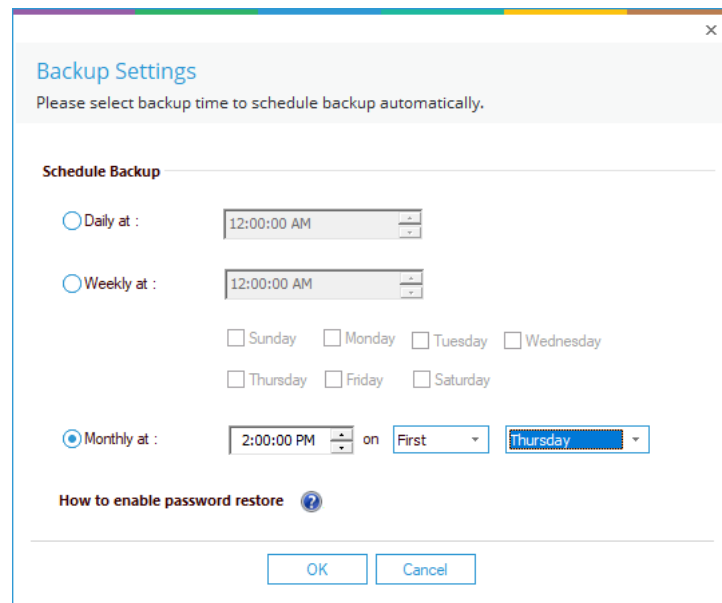 Backup Settings
Please select backup time to schedule backup automatically.
Schedule Backup
Daily at : 12:00:00 AM
Weekly at : 12:00:00 AM
Sunday Monday Tuesday Wednesday
Thursday Friday Saturday
Monthly at : 2:00:00 PM on First Thursday
How to enable password restore ?
OK Cancel